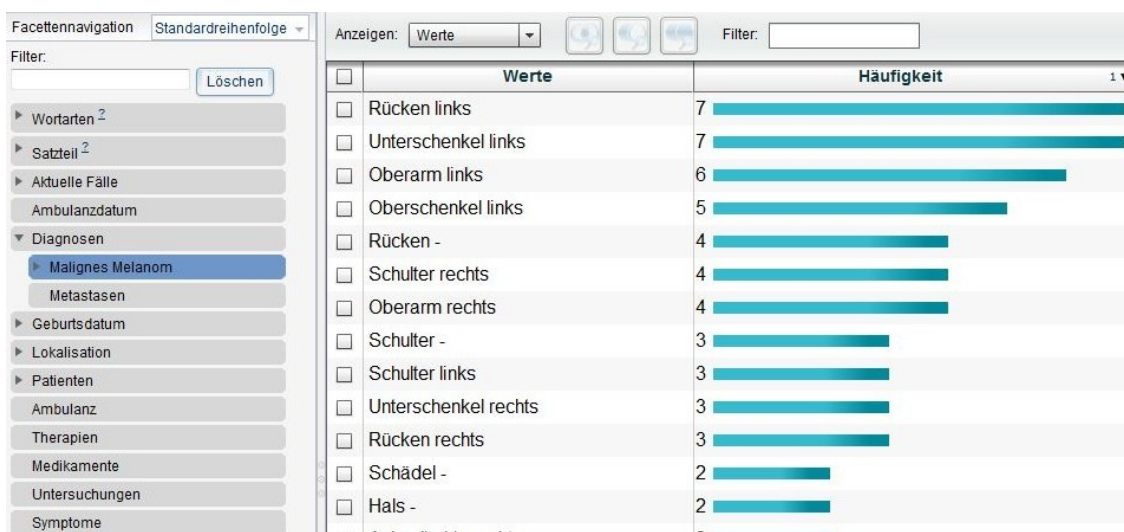 Facettennavigation Standardreihenfolge
Filter:
Löschen
Wortarten ?
Satzteil ?
Aktuelle Fälle
Ambulanzdatum
Diagnosen
Malignes Melanom
Metastasen
Geburtsdatum
Lokalisation
Patienten
Ambulanz
Therapien
Medikamente
Untersuchungen
Symptome
Anzeigen: Werte Filter:
Werte Häufigkeit 1
Rücken links 7
Unterschenkel links 7
Oberarm links 6
Oberschenkel links 5
Rücken - 4
Schulter rechts 4
Oberarm rechts 4
Schulter - 3
Schulter links 3
Unterschenkel rechts 3
Rücken rechts 3
Schädel - 2
Hals - 2